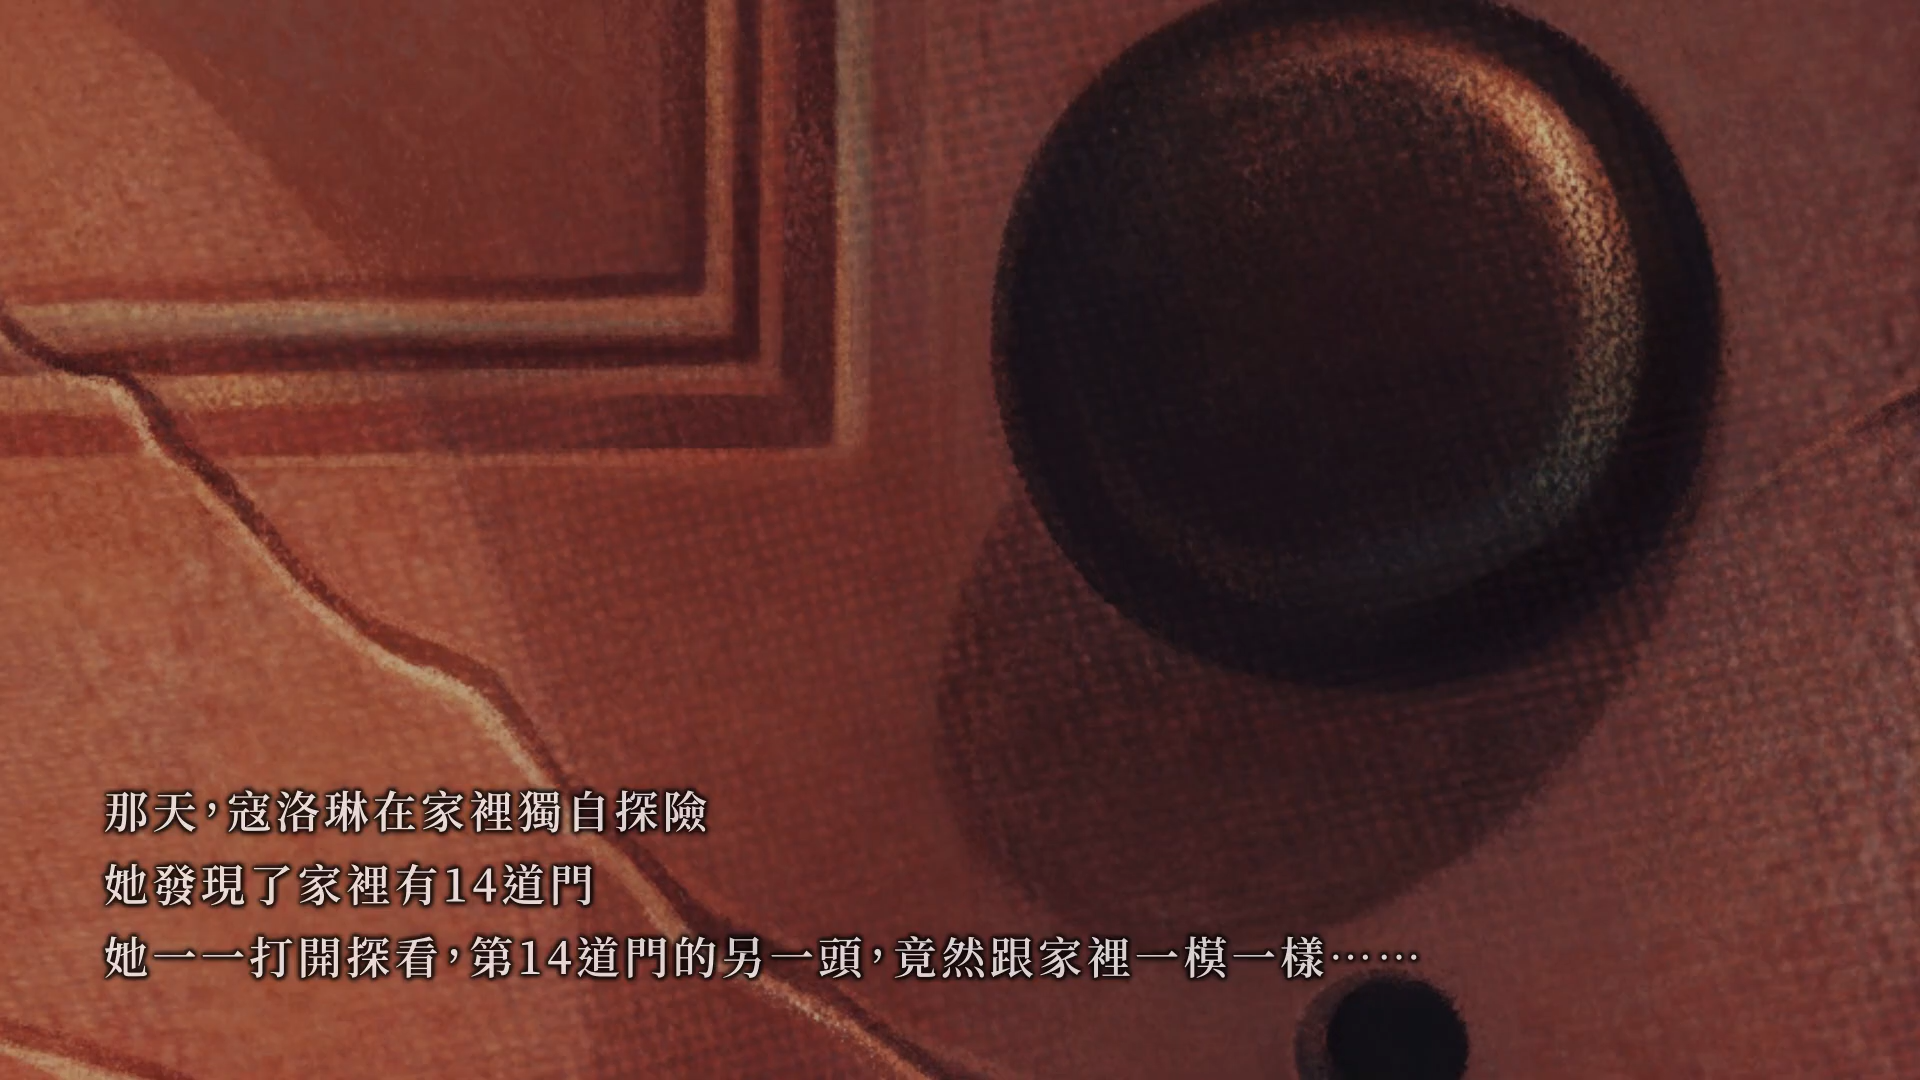 那天，寇洛琳在家裡獨自探險
她發現了家裡有14道門
她一一打開探看，第14道門的另一頭，竟然跟家裡一模一樣……